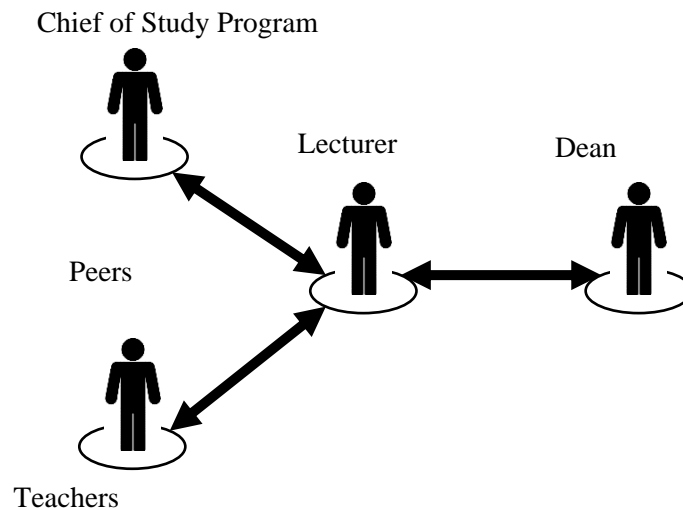 Chief of Study Program
Lecturer
Dean
Peers
Teachers